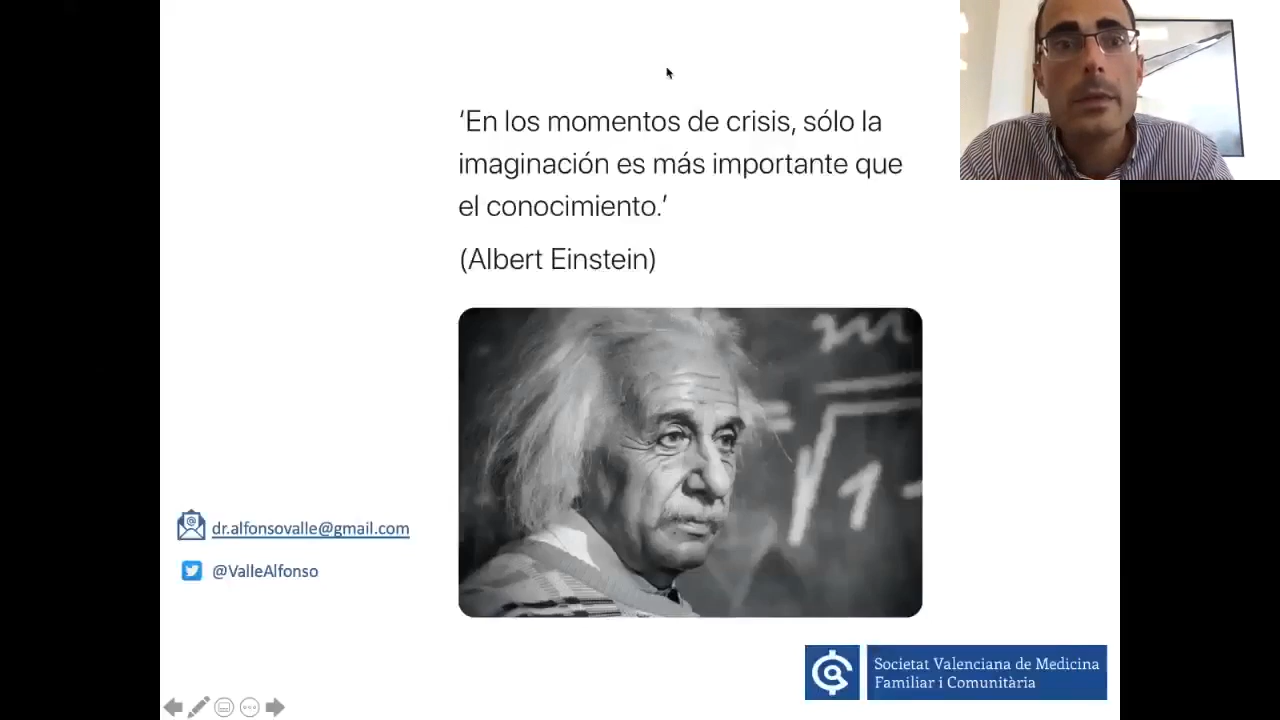 ‘En los momentos de crisis, sólo la
imaginación es más importante que
el conocimiento.’
(Albert Einstein)
m
=√1-
dr.alfonsovalle@gmail.com
@ValleAlfonso
Societat Valenciana de Medicina
Familiar i Comunitària